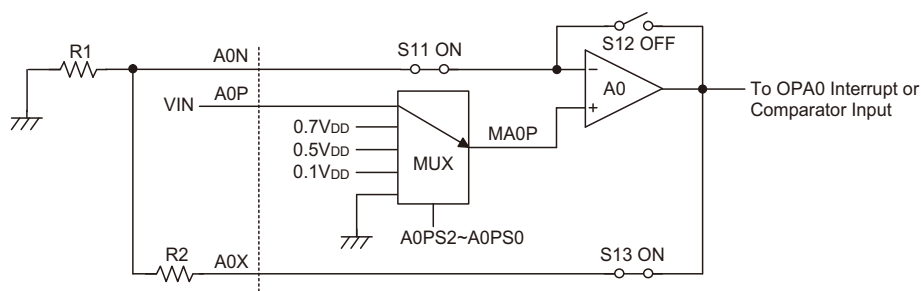 R1
A0N
S11 ON
S12 OFF
A0
−
+
To OPA0 Interrupt or
Comparator Input
VIN
A0P
0.7VDD
0.5VDD
0.1VDD
MUX
MA0P
A0PS2~A0PS0
R2
A0X
S13 ON